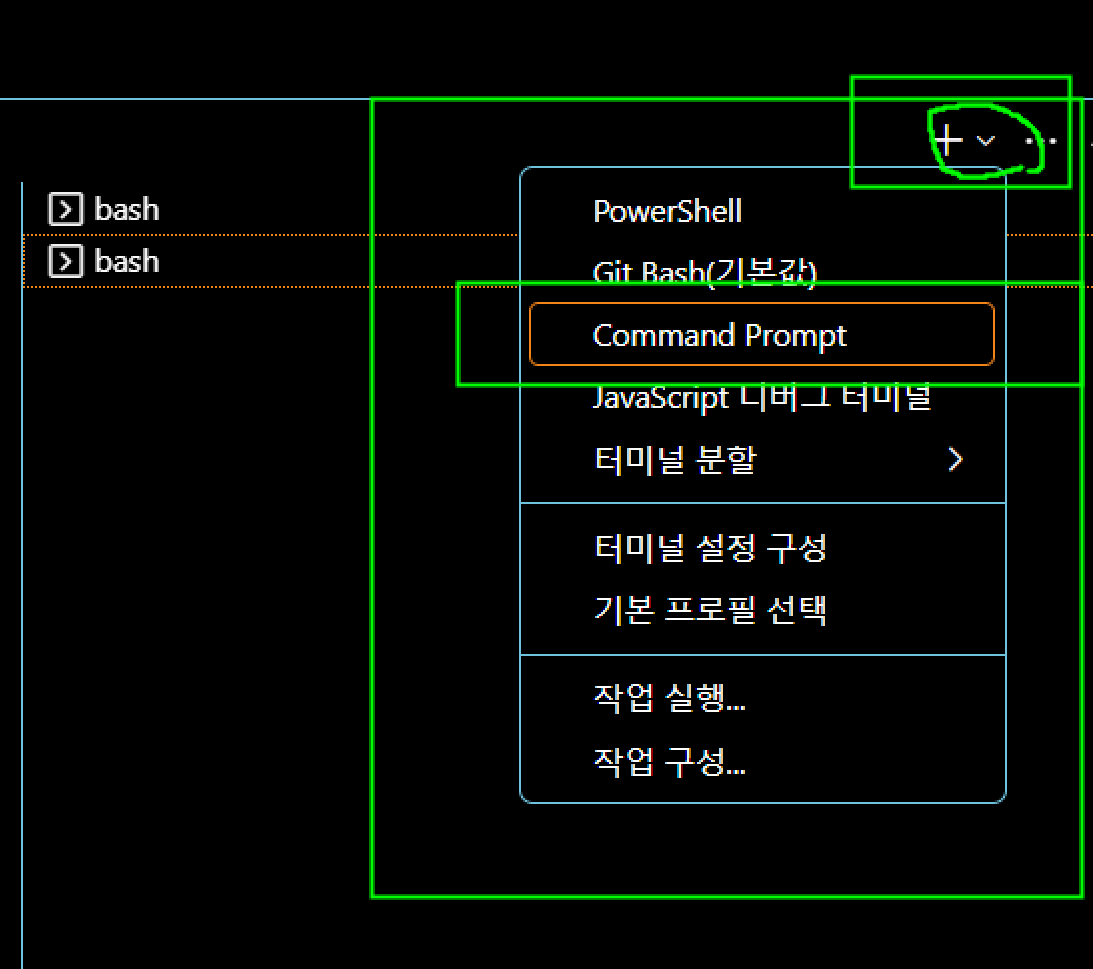 bash
bash
PowerShell
Git Bash(기본값)
Command Prompt
JavaScript 디버그 터미널
터미널 분할
터미널 설정 구성
기본 프로필 선택
작업 실행...
작업 구성...